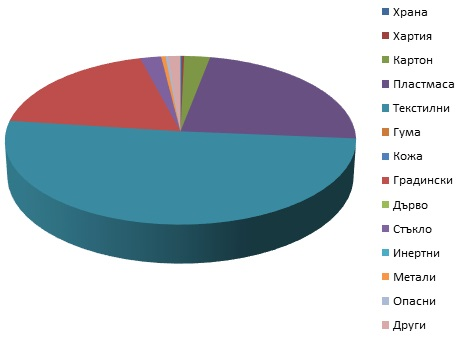 Храна
Хартия
Картон
Пластмаса
Текстилни
Гума
Кожа
Градински
Дърво
Стъкло
Инертни
Метали
Опасни
Други